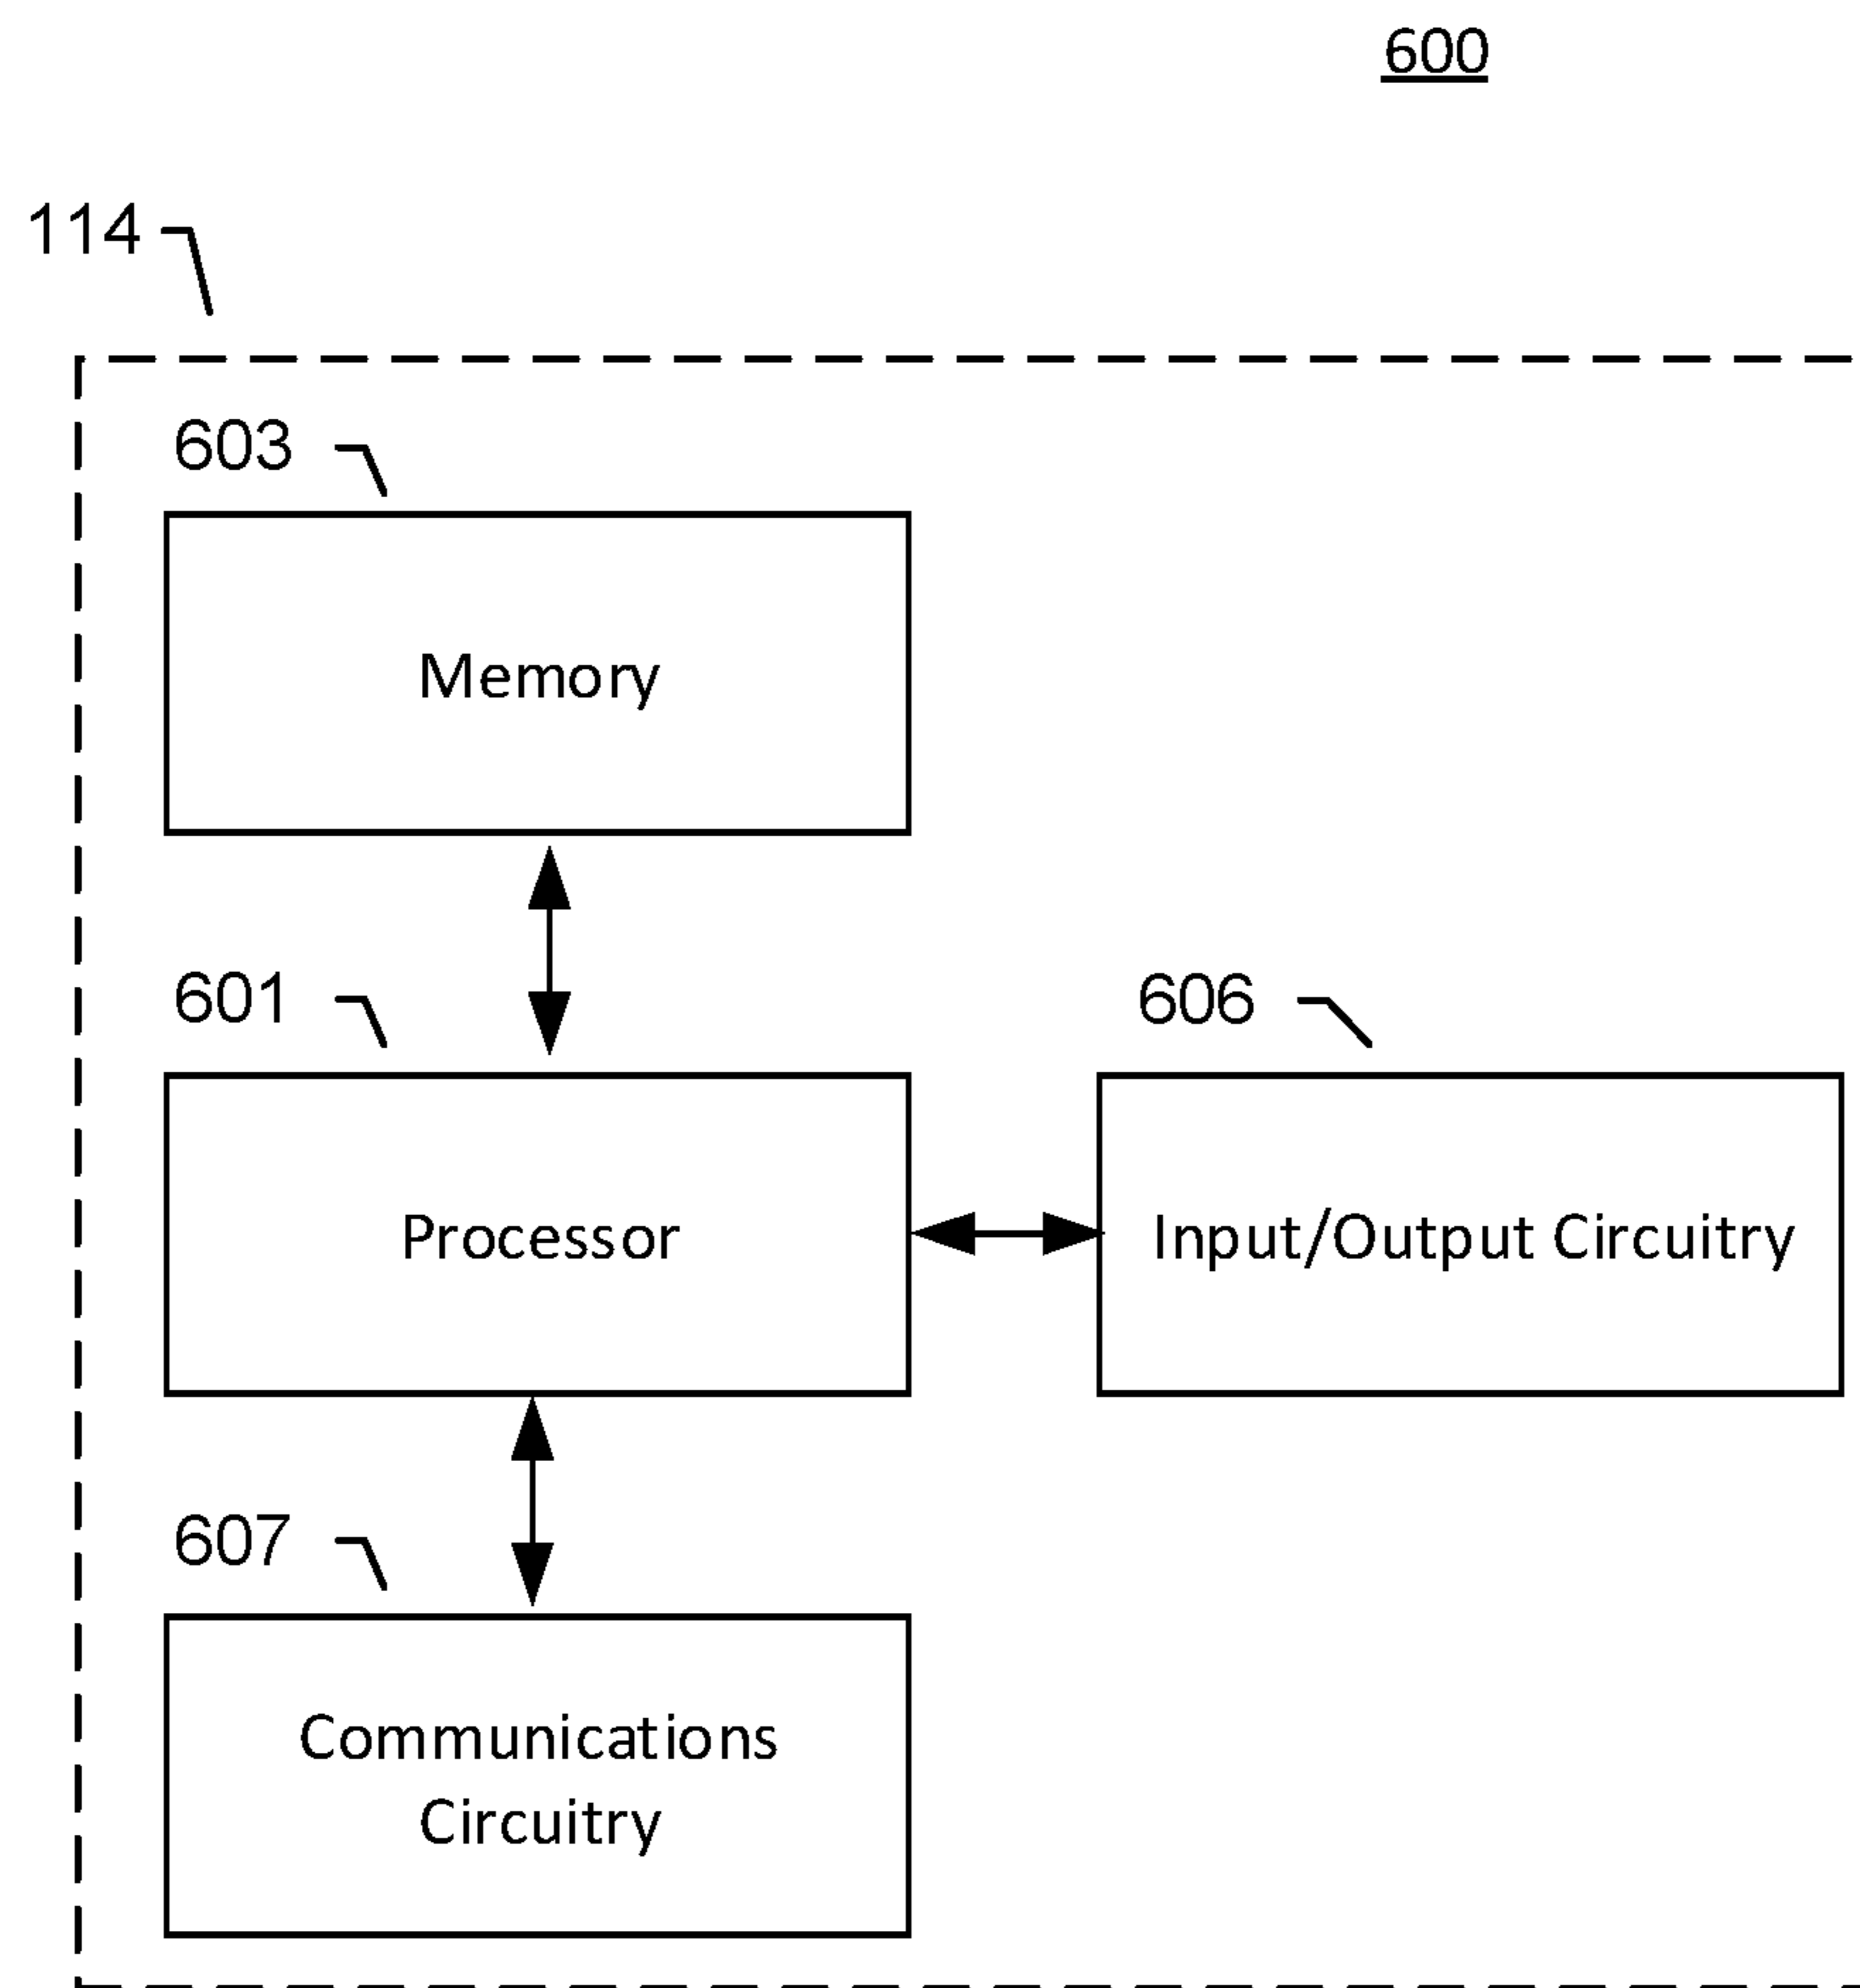 600
114
603
Memory
601
606
Processor
Input/Output Circuitry
607
Communications
Circuitry